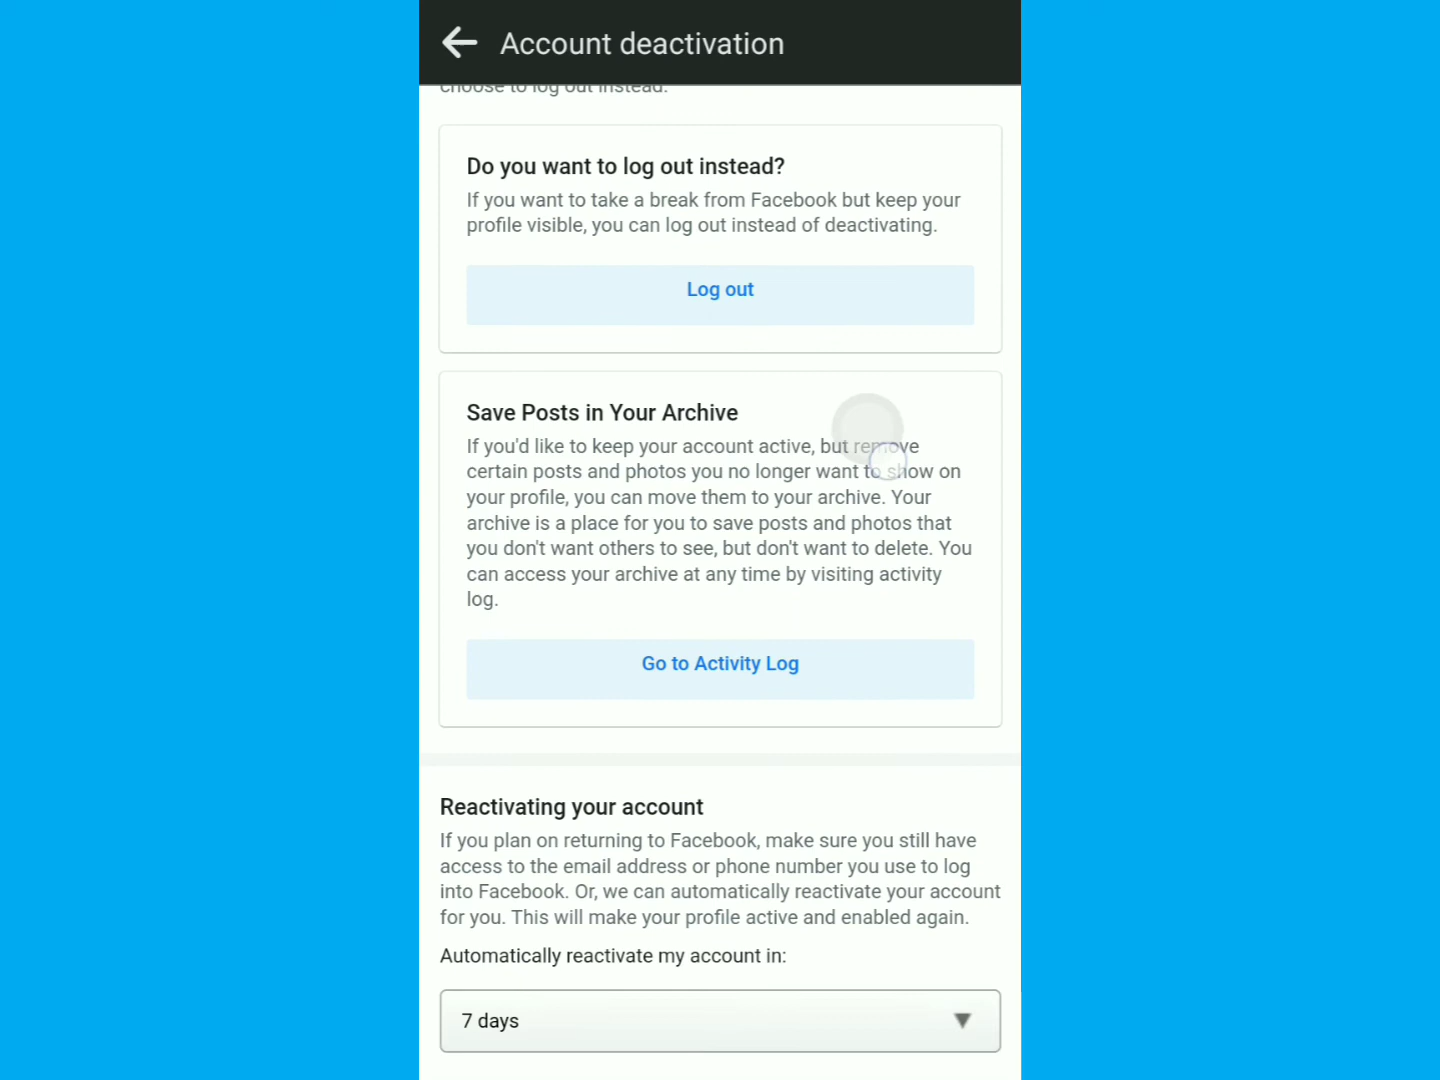 Account deactivation
choose to log out instead.
Do you want to log out instead?
If you want to take a break from Facebook but keep your
profile visible, you can log out instead of deactivating.
Log out
Save Posts in Your Archive
If you'd like to keep your account active, but remove
certain posts and photos you no longer want to show on
your profile, you can move them to your archive. Your
archive is a place for you to save posts and photos that
you don't want others to see, but don't want to delete. You
can access your archive at any time by visiting activity
log.
Go to Activity Log
Reactivating your account
If you plan on returning to Facebook, make sure you still have
access to the email address or phone number you use to log
into Facebook. Or, we can automatically reactivate your account
for you. This will make your profile active and enabled again.
Automatically reactivate my account in:
7 days